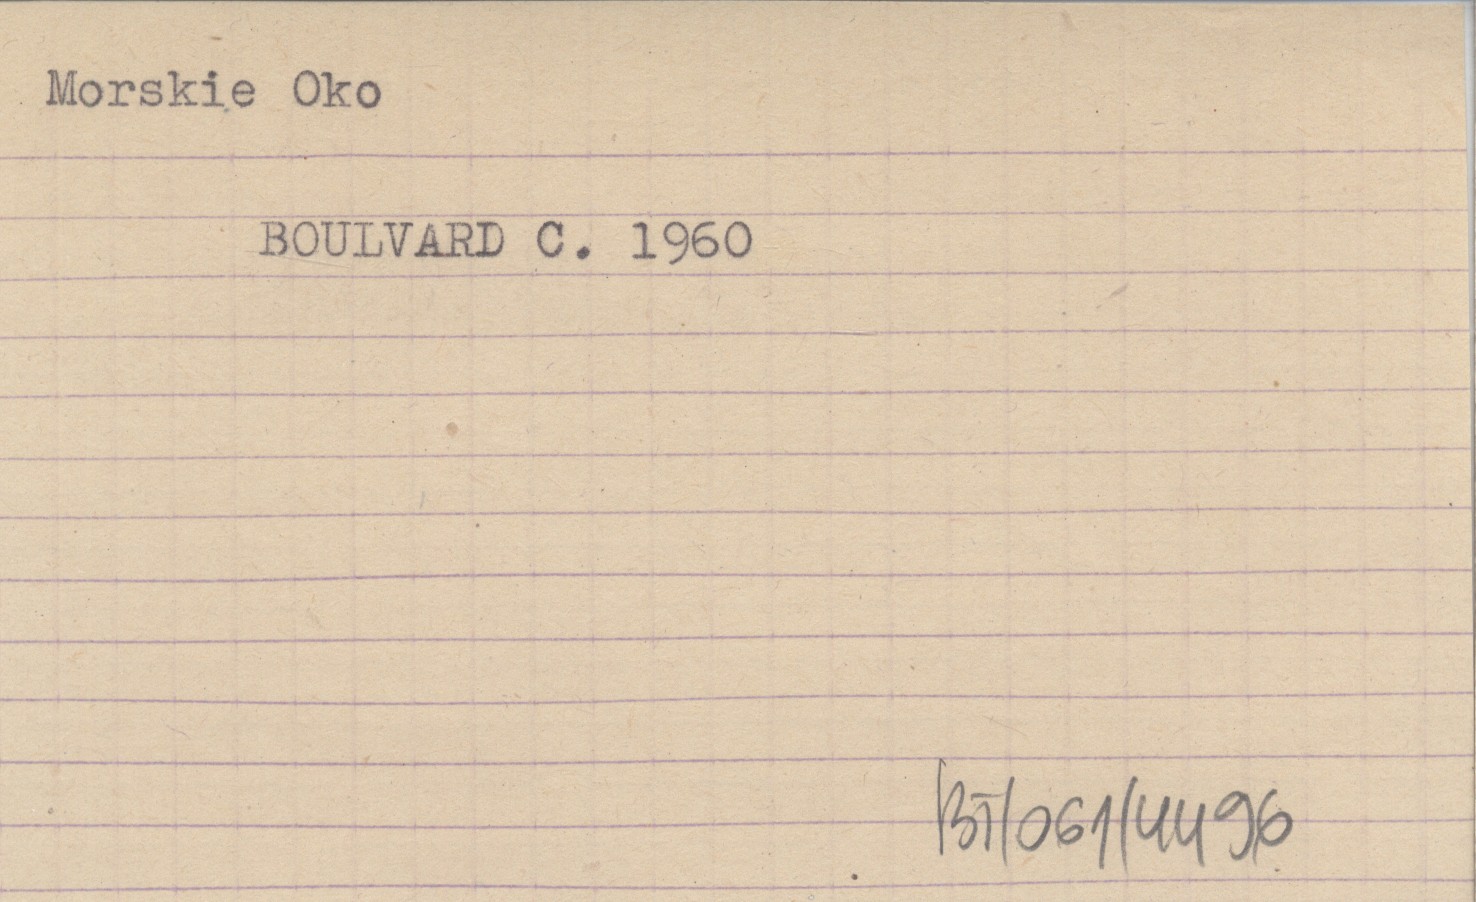 Morskie Oko
BOULVARD C. 1960
BT/061/4496